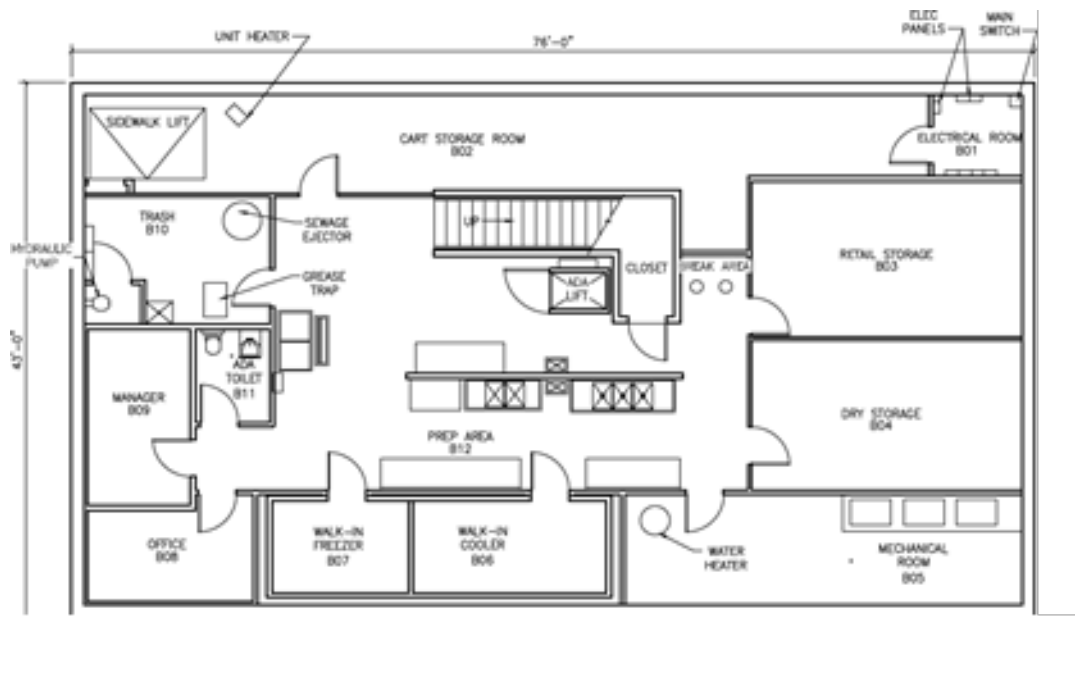 ELEC
PANELS
MAIN
SWITCH
UNIT HEATER
76'-0"
SIDEWALK LIFT
CART STORAGE ROOM
B02
ELECTRICAL ROOM
B01
TRASH
B10
SEWAGE
EJECTOR
UP
HYDRAULIC
PUMP
GREASE
TRAP
CLOSET
BREAK AREA
RETAIL STORAGE
B03
ADA
LIFT
43'-0"
ADA
TOILET
B11
MANAGER
B09
DRY STORAGE
B04
PREP AREA
B12
OFFICE
B08
WALK-IN
FREEZER
B07
WALK-IN
COOLER
B06
WATER
HEATER
MECHANICAL
ROOM
B05